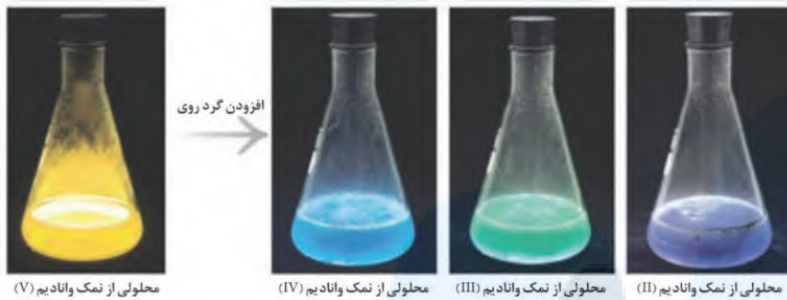 افزودن گرد روی
محلولی از نمک وانادیم (V)
محلولی از نمک وانادیم (IV)
محلولی از نمک وانادیم (III)
محلولی از نمک وانادیم (II)